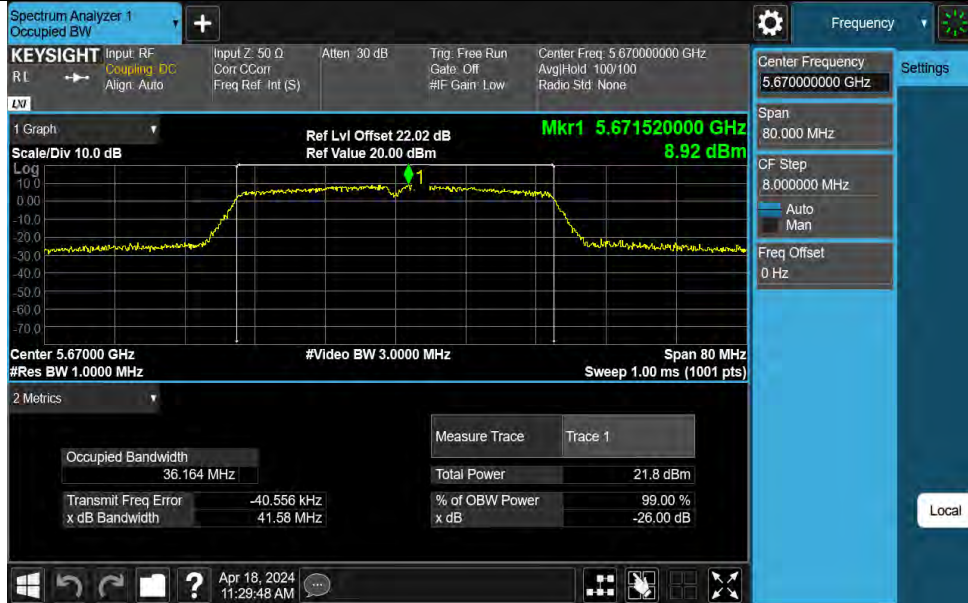 Spectrum Analyzer 1
Occupied BW
+
Frequency
KEYSIGHT
Input: RF
Coupling: DC
Align: Auto
Input Z: 50 Ω
Corr CCorr
Freq Ref: Int (S)
Atten: 30 dB
Trig: Free Run
Gate: Off
#IF Gain: Low
Center Freq: 5.670000000 GHz
Avg|Hold: 100/100
Radio Std: None
LXI
Center Frequency
5.670000000 GHz
Settings
Span
80.000 MHz
CF Step
8.000000 MHz
Auto
Man
Freq Offset
0 Hz
1 Graph
Scale/Div 10.0 dB
Ref Lvl Offset 22.02 dB
Ref Value 20.00 dBm
Mkr1 5.671520000 GHz
8.92 dBm
Log
10.0
0.00
-10.0
-20.0
-30.0
-40.0
-50.0
-60.0
-70.0
1
Center 5.67000 GHz
#Res BW 1.0000 MHz
#Video BW 3.0000 MHz
Span 80 MHz
Sweep 1.00 ms (1001 pts)
2 Metrics
Occupied Bandwidth
36.164 MHz
Transmit Freq Error -40.556 kHz
x dB Bandwidth 41.58 MHz
Measure Trace Trace 1
Total Power 21.8 dBm
% of OBW Power 99.00 %
x dB -26.00 dB
Local
?
Apr 18, 2024
11:29:48 AM